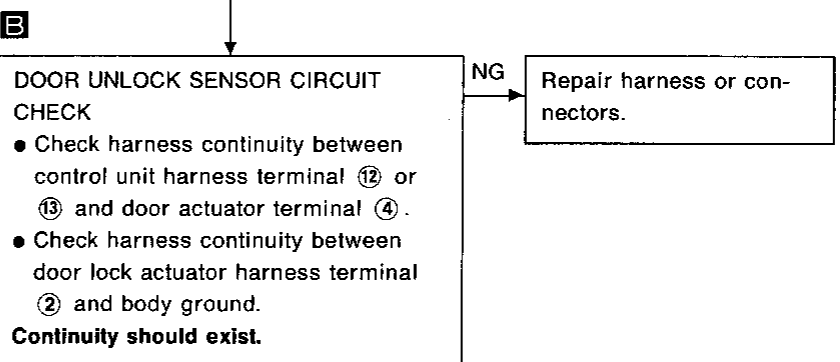 B
DOOR UNLOCK SENSOR CIRCUIT
CHECK
● Check harness continuity between
control unit harness terminal ⑫ or
⑬ and door actuator terminal ④.
● Check harness continuity between
door lock actuator harness terminal
② and body ground.
Continuity should exist.
NG
Repair harness or con-
nectors.